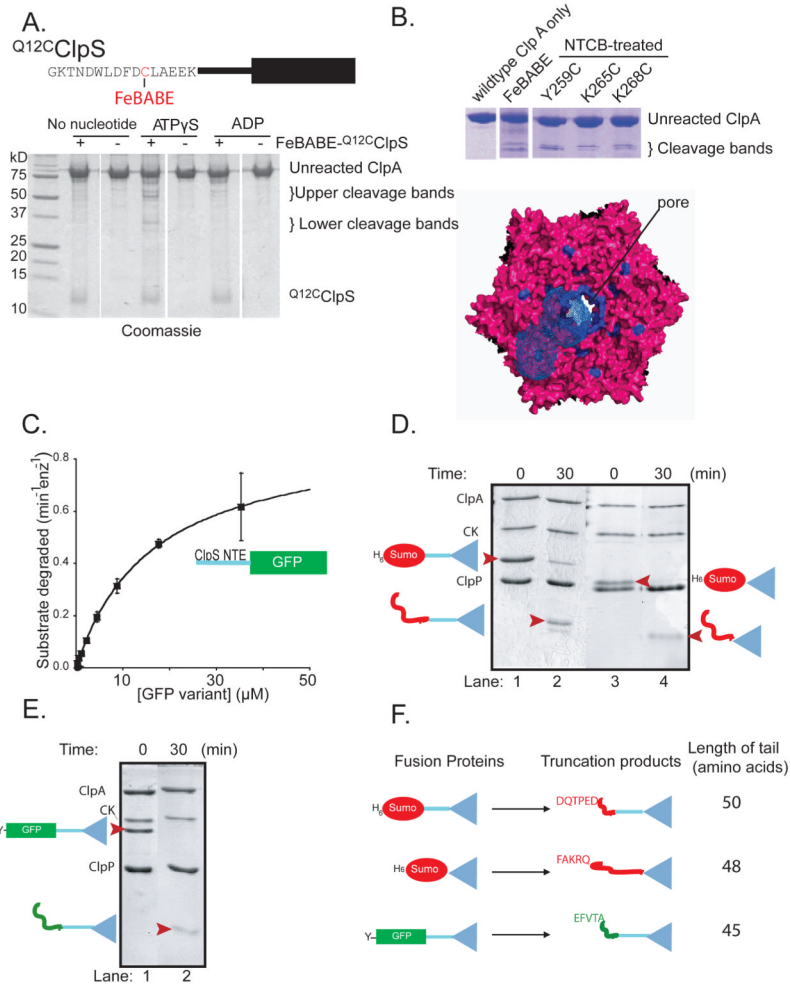 A.
Q12CClpS
GKTNDWLDFDCLAEEK
FeBABE
No nucleotide ATPγS ADP
+ - + - + - FeBABE-Q12CClpS
kD
75
50
37
25
20
15
10
Unreacted ClpA
}Upper cleavage bands
} Lower cleavage bands
Q12CClpS
Coomassie
B.
wildtype Clp A only
FeBABE
NTCB-treated
Y259C
K265C
K268C
Unreacted ClpA
} Cleavage bands
pore
C.
Substrate degraded (min-1enz-1)
0.8
0.6
0.4
0.2
0.0
10 30 50
[GFP variant] (µM)
ClpS NTE
GFP
D.
Time: 0 30 0 30 (min)
ClpA
CK
H6 Sumo
ClpP
H6 Sumo
Lane: 1 2 3 4
E.
Time: 0 30 (min)
ClpA
CK
Y- GFP
ClpP
Lane: 1 2
F.
Fusion Proteins Truncation products Length of tail
(amino acids)
H6 Sumo DQTPED 50
H6 Sumo FAKRQ 48
Y- GFP EFVTA 45